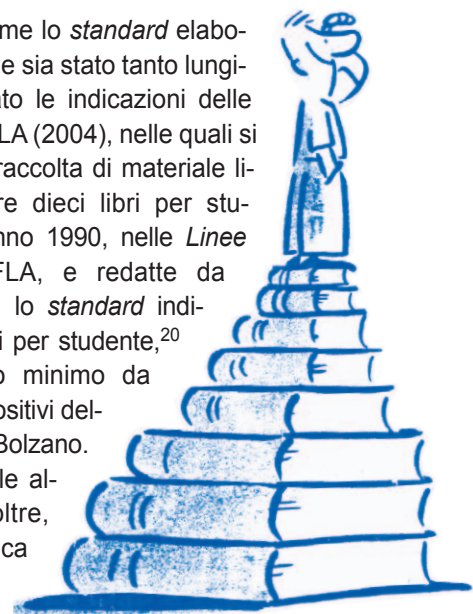 me lo standard elabo-
e sia stato tanto lungi-
ato le indicazioni delle
LA (2004), nelle quali si
raccolta di materiale li-
re dieci libri per stu-
nno 1990, nelle Linee
FLA, e redatte da
lo standard indi-
i per studente,20
o minimo da
ositivi del-
Bolzano.
le al-
oltre,
ca